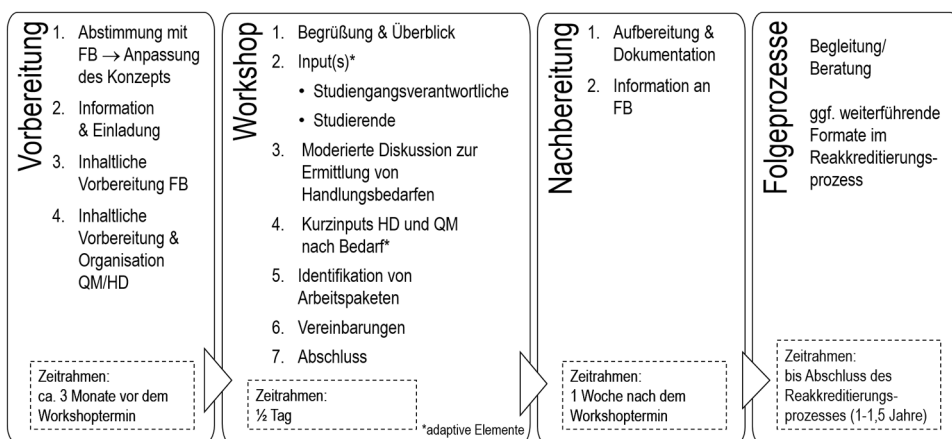 Vorbereitung
1. Abstimmung mit
FB → Anpassung
des Konzepts
2. Information
& Einladung
3. Inhaltliche
Vorbereitung FB
4. Inhaltliche
Vorbereitung &
Organisation
QM/HD
Zeitrahmen:
ca. 3 Monate vor dem
Workshoptermin
Workshop
1. Begrüßung & Überblick
2. Input(s)*
• Studiengangsverantwortliche
• Studierende
3. Moderierte Diskussion zur
Ermittlung von
Handlungsbedarfen
4. Kurzinputs HD und QM
nach Bedarf*
5. Identifikation von
Arbeitspaketen
6. Vereinbarungen
7. Abschluss
Zeitrahmen:
½ Tag
*adaptive Elemente
Nachbereitung
1. Aufbereitung &
Dokumentation
2. Information an
FB
Zeitrahmen:
1 Woche nach dem
Workshoptermin
Folgeprozesse
Begleitung/
Beratung
ggf. weiterführende
Formate im
Reakkreditierungs-
prozess
Zeitrahmen:
bis Abschluss des
Reakkreditierungs-
prozesses (1-1,5 Jahre)